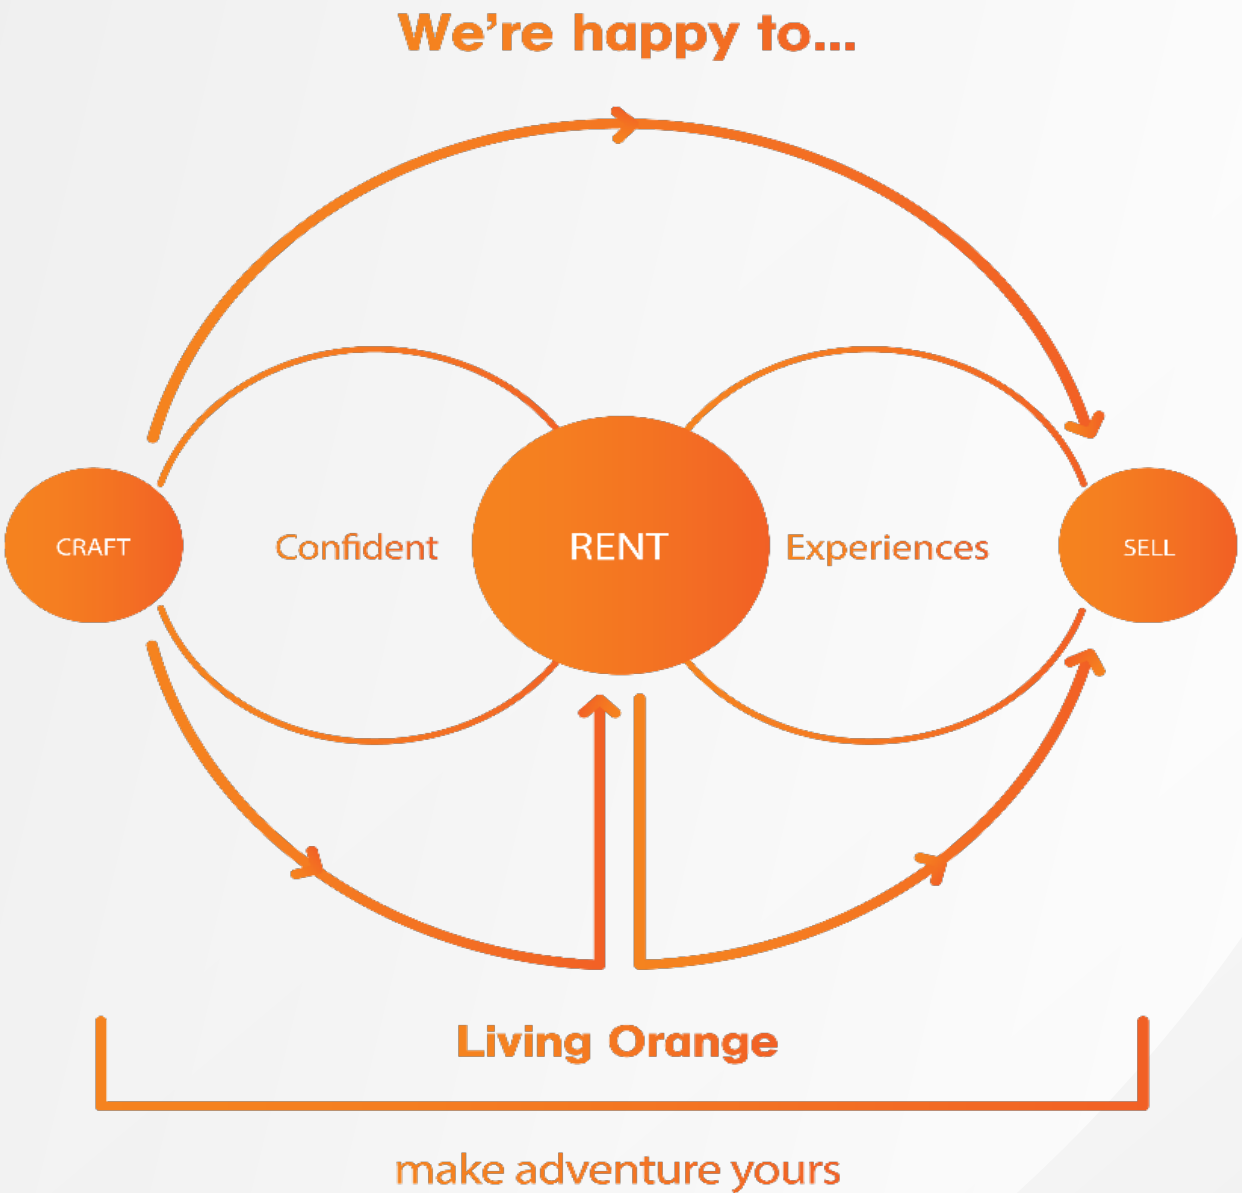 We're happy to...
CRAFT
Confident
RENT
Experiences
SELL
Living Orange
make adventure yours